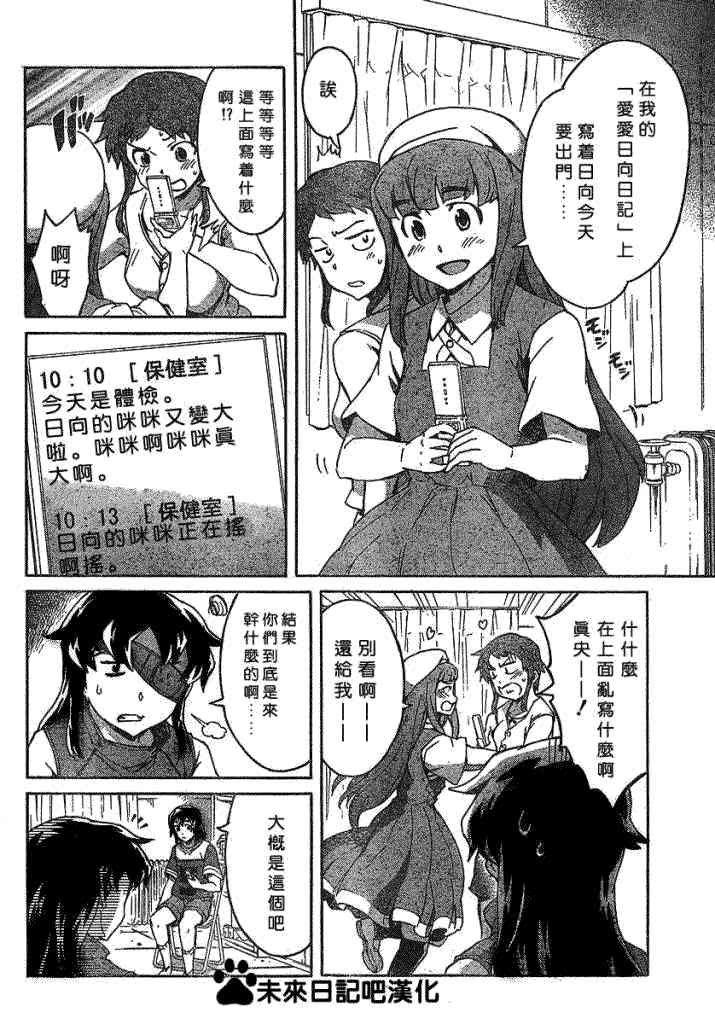 在我的
「愛愛日向日記」上
寫着日向今天
要出門……
誒
モジ
モジ
等等等等
這上面寫着什麼
啊!?
啊呀
10：10 [保健室]
今天是體檢。
日向的咪咪又變大
啦。咪咪啊咪咪眞
大啊。
10：13 [保健室]
日向的咪咪正在搖
啊搖。
什什麼
在上面亂寫什麼啊
眞央——！
別看啊——
還給我——
結果
你們到底是來
幹什麼的啊……
大概是這個吧
未來日記吧漢化